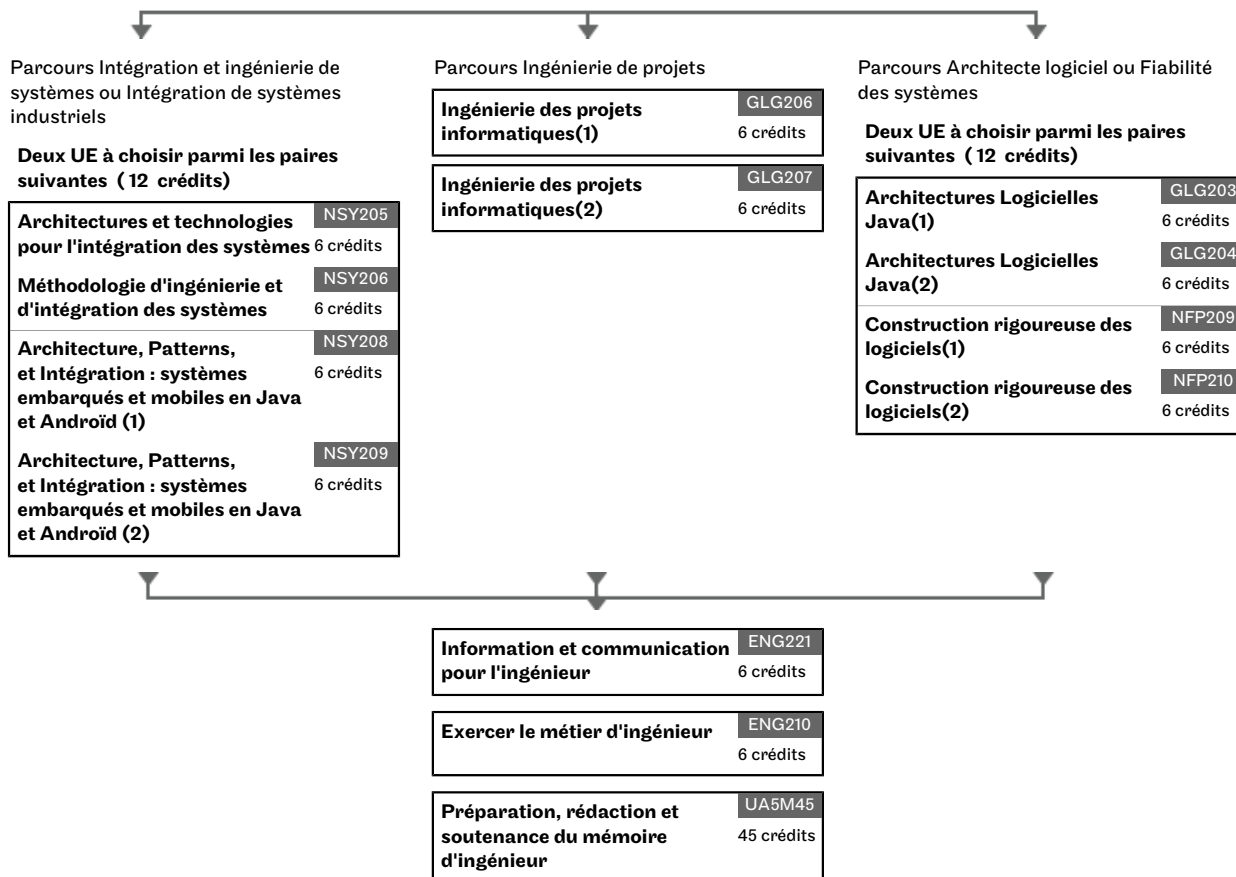 Parcours Intégration et ingénierie de
systèmes ou Intégration de systèmes
industriels
Deux UE à choisir parmi les paires
suivantes ( 12 crédits)
Architectures et technologies
pour l'intégration des systèmes
NSY205
6 crédits
Méthodologie d'ingénierie et
d'intégration des systèmes
NSY206
6 crédits
Architecture, Patterns,
et Intégration : systèmes
embarqués et mobiles en Java
et Androïd (1)
NSY208
6 crédits
Architecture, Patterns,
et Intégration : systèmes
embarqués et mobiles en Java
et Androïd (2)
NSY209
6 crédits
Parcours Ingénierie de projets
Ingénierie des projets
informatiques(1)
GLG206
6 crédits
Ingénierie des projets
informatiques(2)
GLG207
6 crédits
Parcours Architecte logiciel ou Fiabilité
des systèmes
Deux UE à choisir parmi les paires
suivantes ( 12 crédits)
Architectures Logicielles
Java(1)
GLG203
6 crédits
Architectures Logicielles
Java(2)
GLG204
6 crédits
Construction rigoureuse des
logiciels(1)
NFP209
6 crédits
Construction rigoureuse des
logiciels(2)
NFP210
6 crédits
Information et communication
pour l'ingénieur
ENG221
6 crédits
Exercer le métier d'ingénieur
ENG210
6 crédits
Préparation, rédaction et
soutenance du mémoire
d'ingénieur
UA5M45
45 crédits